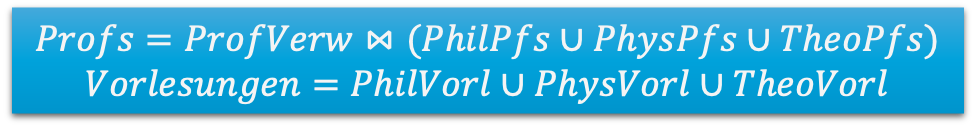 Profs = ProfVerw ⋈ (PhilPfs ∪ PhysPfs ∪ TheoPfs)
Vorlesungen = PhilVorl ∪ PhysVorl ∪ TheoVorl